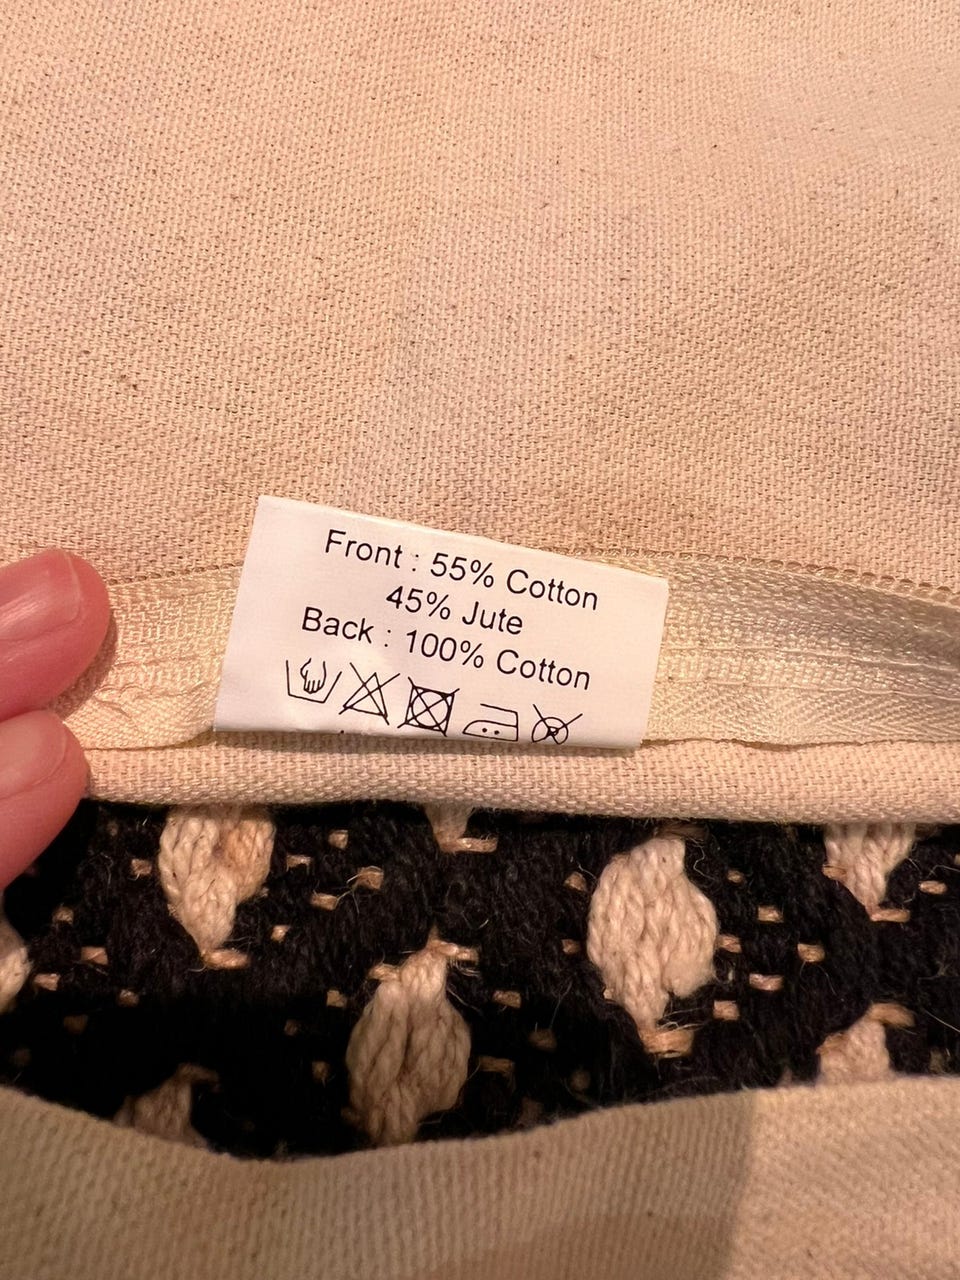 Front : 55% Cotton
45% Jute
Back : 100% Cotton